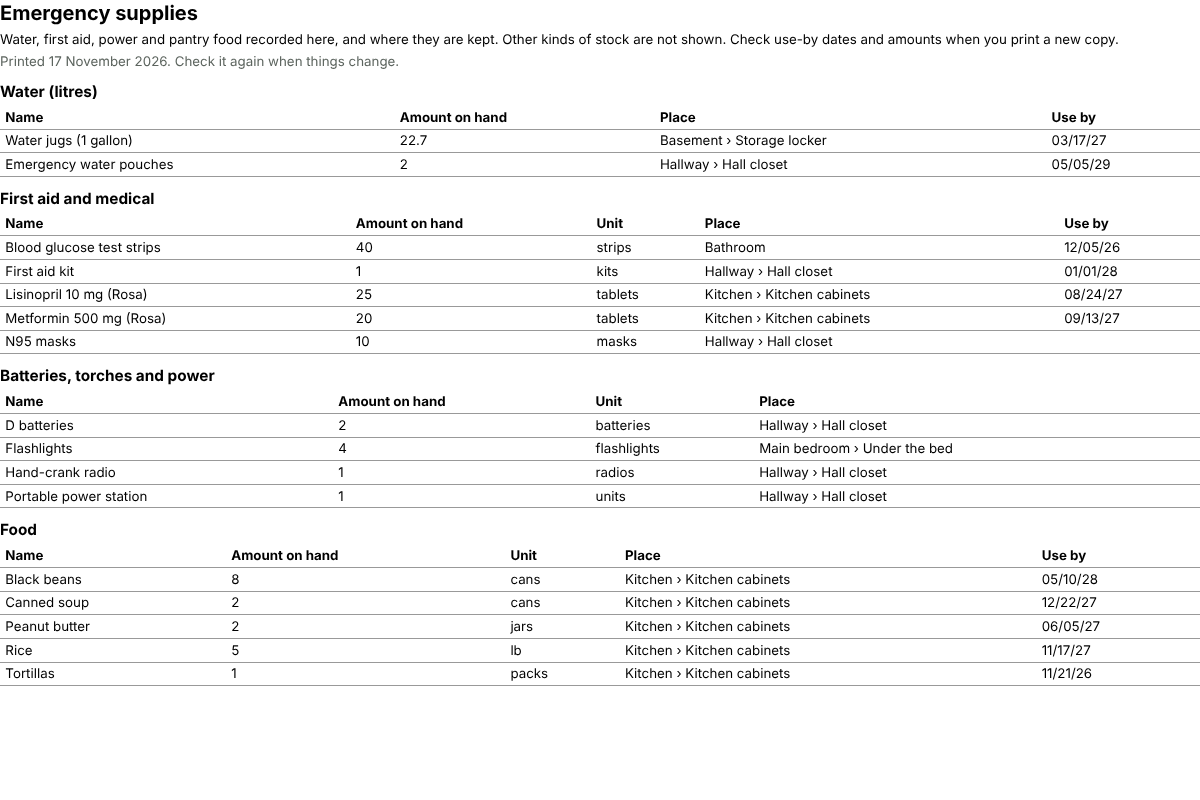 Emergency supplies
Water, first aid, power and pantry food recorded here, and where they are kept. Other kinds of stock are not shown. Check use-by dates and amounts when you print a new copy.
Printed 17 November 2026. Check it again when things change.
Water (litres)
Name Amount on hand Place Use by
Water jugs (1 gallon) 22.7 Basement › Storage locker 03/17/27
Emergency water pouches 2 Hallway › Hall closet 05/05/29
First aid and medical
Name Amount on hand Unit Place Use by
Blood glucose test strips 40 strips Bathroom 12/05/26
First aid kit 1 kits Hallway › Hall closet 01/01/28
Lisinopril 10 mg (Rosa) 25 tablets Kitchen › Kitchen cabinets 08/24/27
Metformin 500 mg (Rosa) 20 tablets Kitchen › Kitchen cabinets 09/13/27
N95 masks 10 masks Hallway › Hall closet
Batteries, torches and power
Name Amount on hand Unit Place
D batteries 2 batteries Hallway › Hall closet
Flashlights 4 flashlights Main bedroom › Under the bed
Hand-crank radio 1 radios Hallway › Hall closet
Portable power station 1 units Hallway › Hall closet
Food
Name Amount on hand Unit Place Use by
Black beans 8 cans Kitchen › Kitchen cabinets 05/10/28
Canned soup 2 cans Kitchen › Kitchen cabinets 12/22/27
Peanut butter 2 jars Kitchen › Kitchen cabinets 06/05/27
Rice 5 lb Kitchen › Kitchen cabinets 11/17/27
Tortillas 1 packs Kitchen › Kitchen cabinets 11/21/26